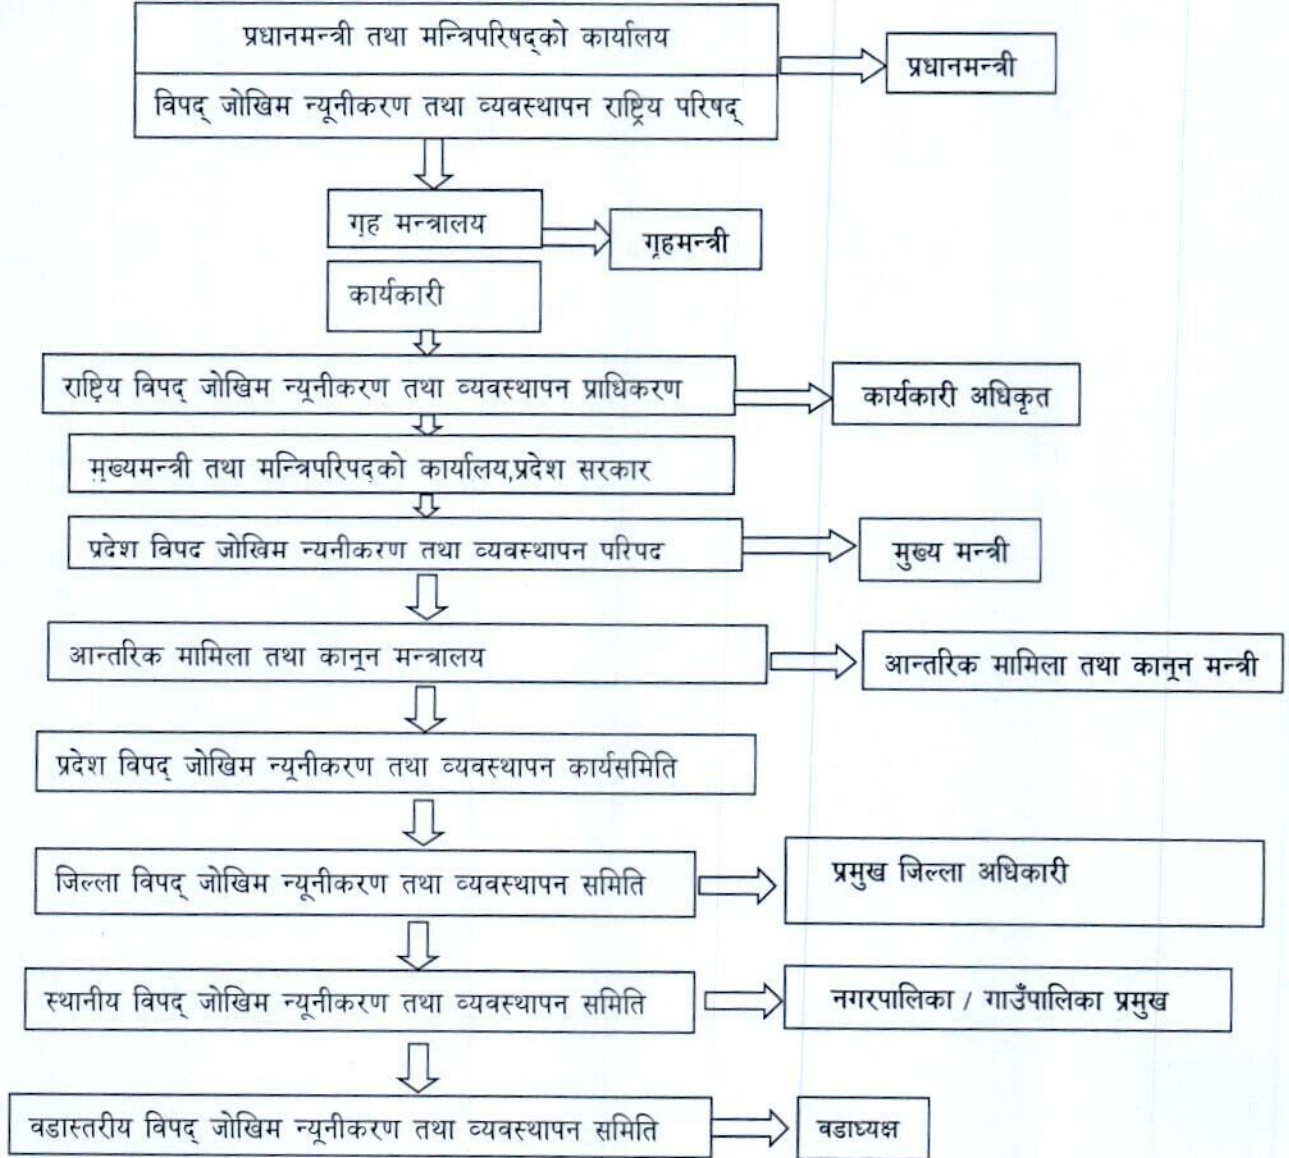 प्रधानमन्त्री तथा मन्त्रिपरिषद्को कार्यालय
प्रधानमन्त्री
विपद् जोखिम न्यूनीकरण तथा व्यवस्थापन राष्ट्रिय परिषद्
गृह मन्त्रालय
गृहमन्त्री
कार्यकारी
राष्ट्रिय विपद् जोखिम न्यूनीकरण तथा व्यवस्थापन प्राधिकरण
कार्यकारी अधिकृत
मुख्यमन्त्री तथा मन्त्रिपरिपद्को कार्यालय,प्रदेश सरकार
प्रदेश विपद जोखिम न्यनीकरण तथा व्यवस्थापन परिपद
मुख्य मन्त्री
आन्तरिक मामिला तथा कानून मन्त्रालय
आन्तरिक मामिला तथा कानून मन्त्री
प्रदेश विपद् जोखिम न्यूनीकरण तथा व्यवस्थापन कार्यसमिति
जिल्ला विपद् जोखिम न्यूनीकरण तथा व्यवस्थापन समिति
प्रमुख जिल्ला अधिकारी
स्थानीय विपद् जोखिम न्यूनीकरण तथा व्यवस्थापन समिति
नगरपालिका / गाउँपालिका प्रमुख
वडास्तरीय विपद् जोखिम न्यूनीकरण तथा व्यवस्थापन समिति
वडाध्यक्ष